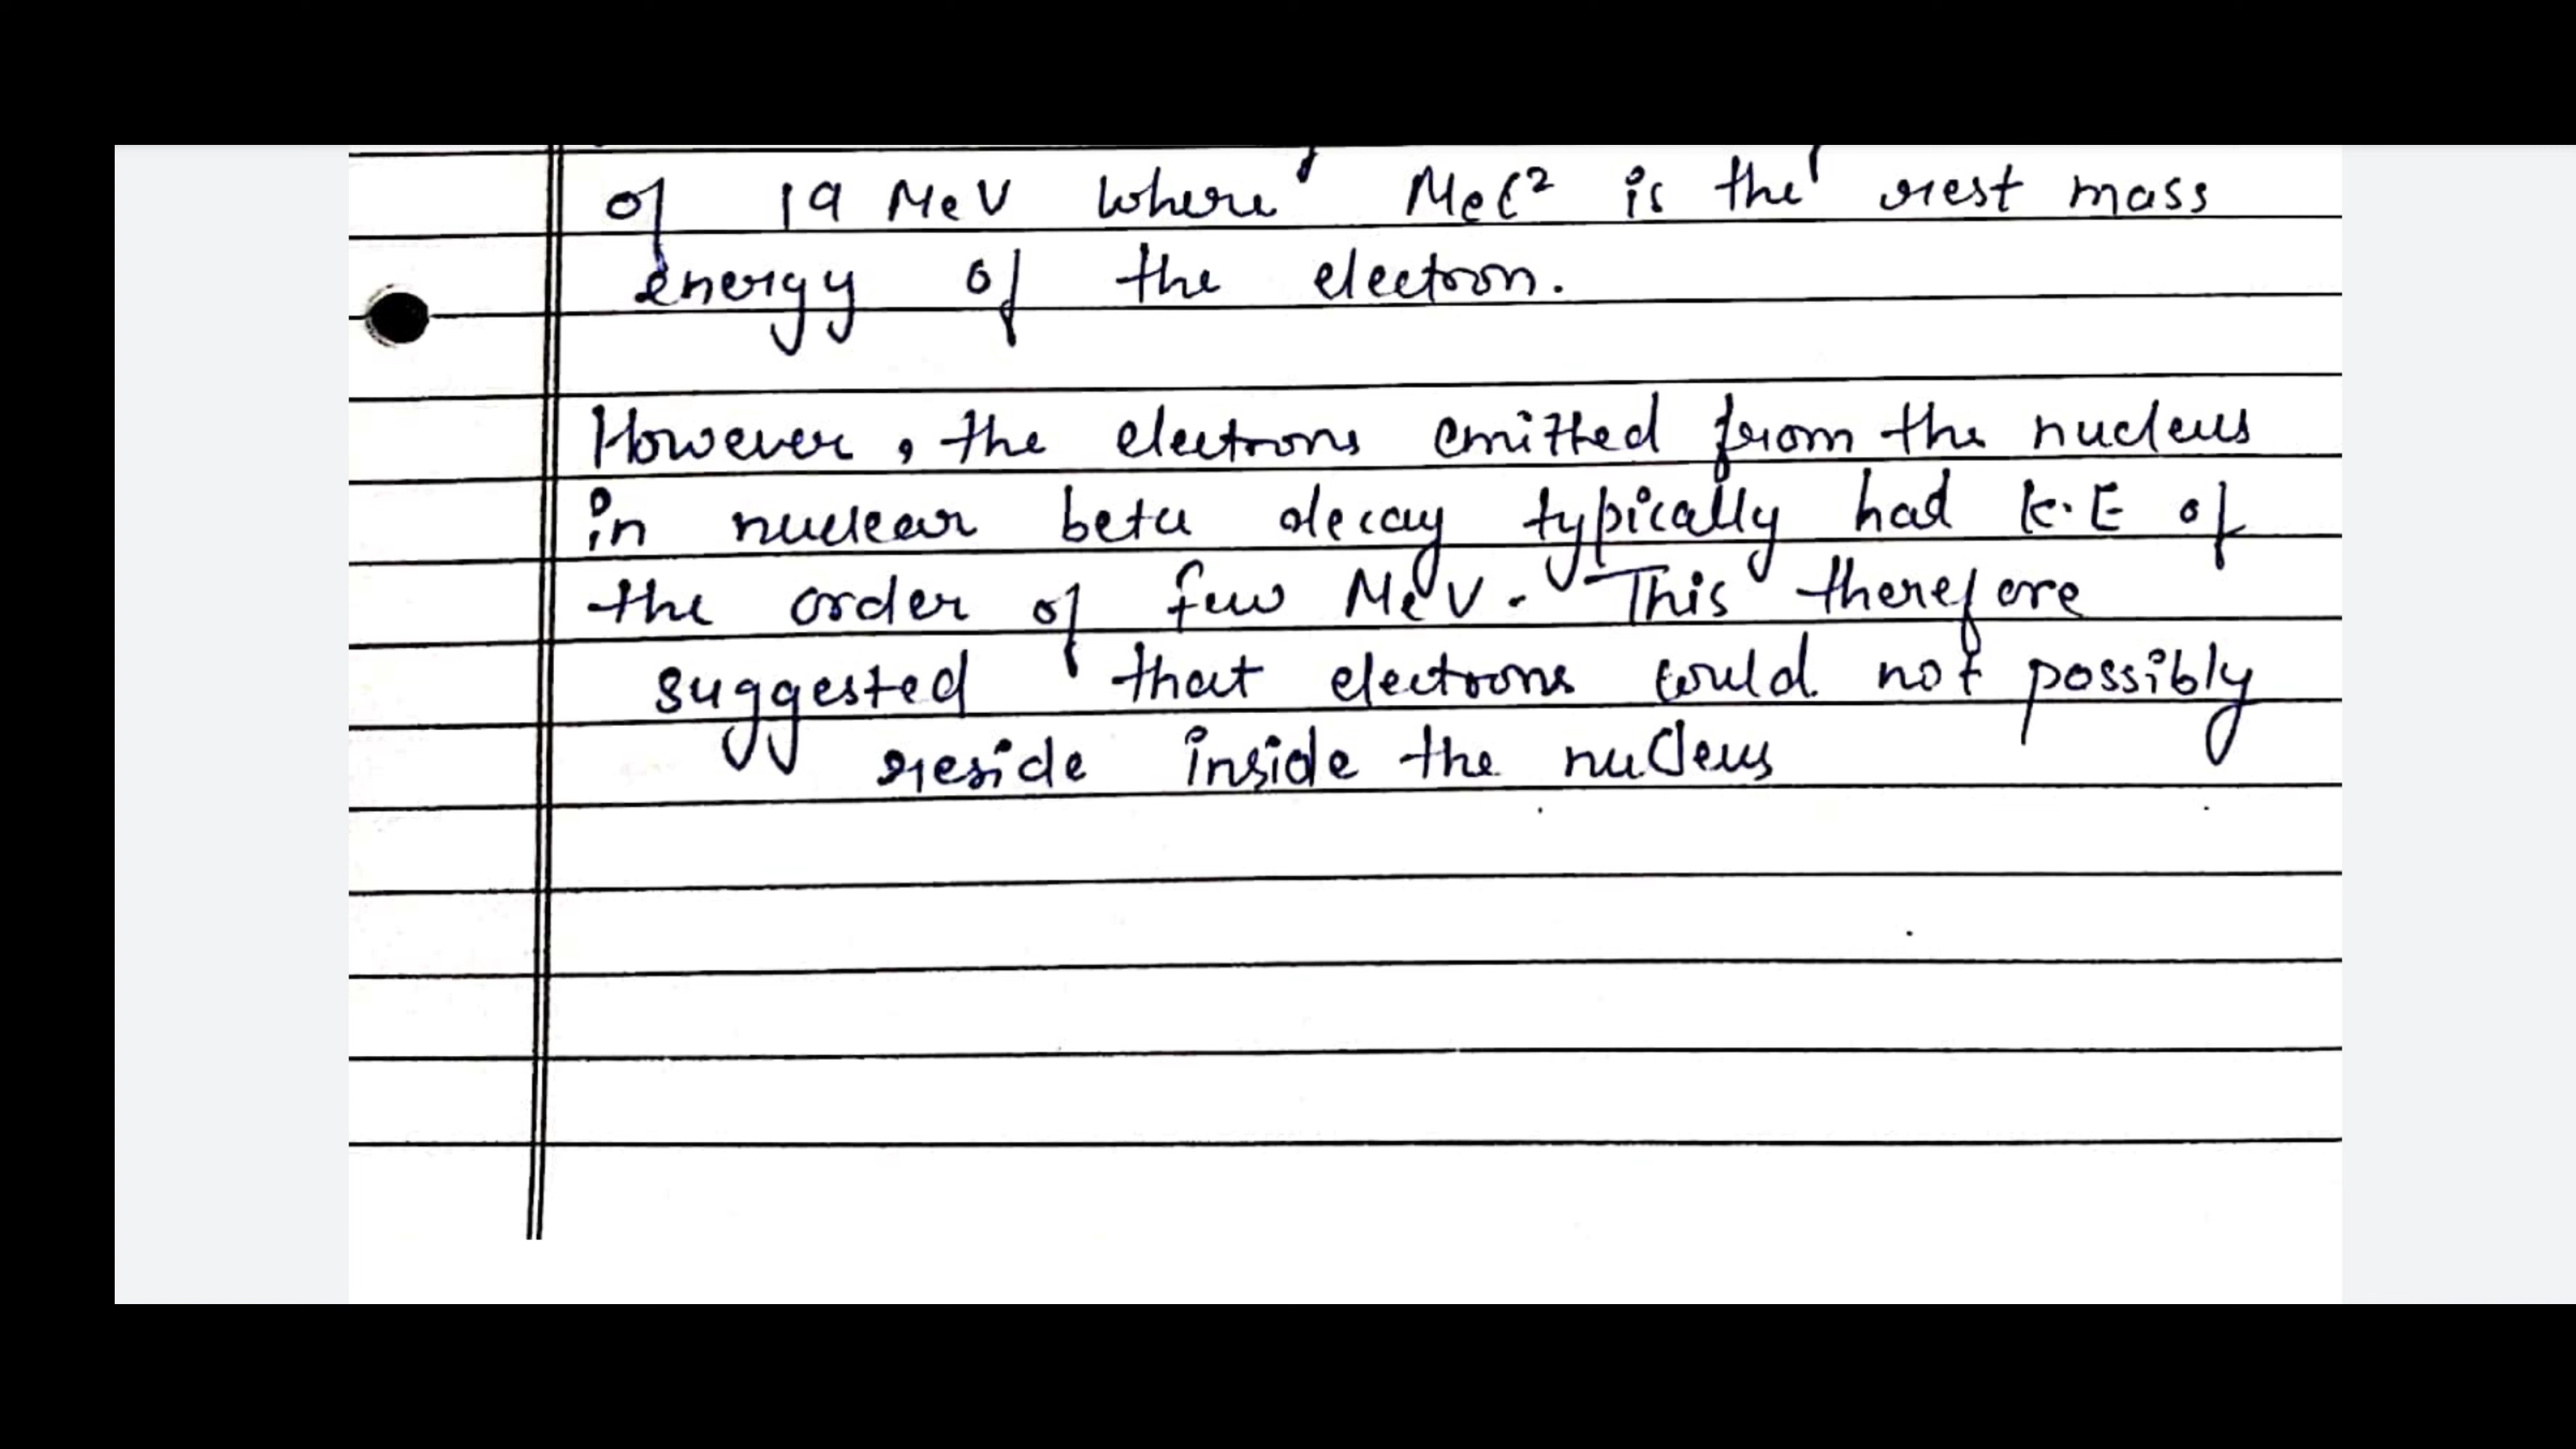 of 19 MeV where MeC² is the rest mass
energy of the electron.
However, the electrons emitted from the nucleus
in nuclear beta decay typically had K.E of
the order of few MeV. This therefore
suggested that electrons could not possibly
reside inside the nucleus